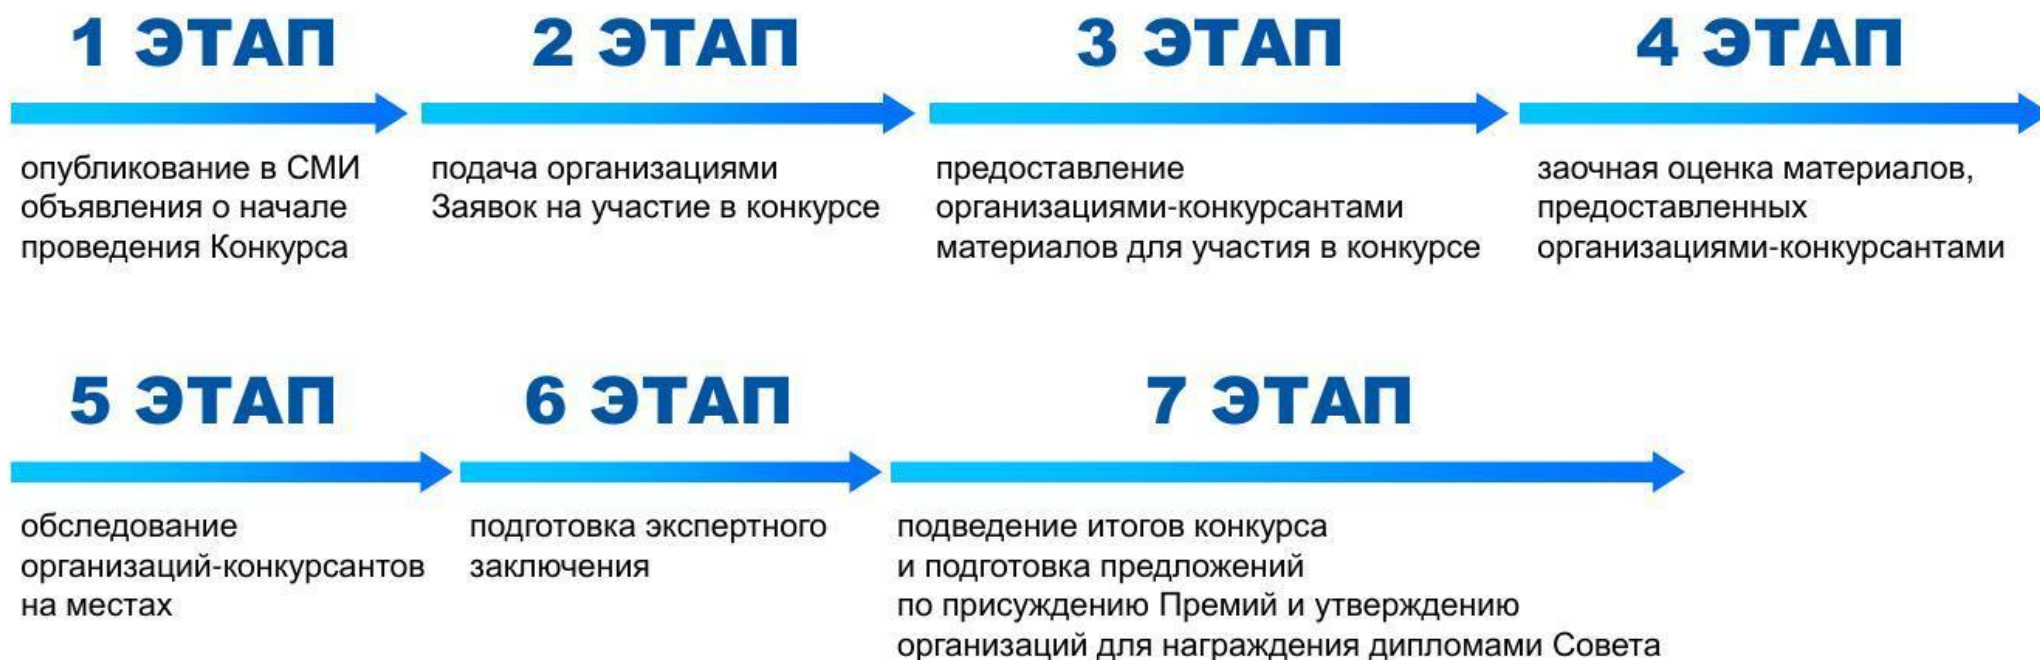 1 ЭТАП
опубликование в СМИ
объявления о начале
проведения Конкурса
2 ЭТАП
подача организациями
Заявок на участие в конкурсе
3 ЭТАП
предоставление
организациями-конкурсантами
материалов для участия в конкурсе
4 ЭТАП
заочная оценка материалов,
предоставленных
организациями-конкурсантами
5 ЭТАП
обследование
организаций-конкурсантов
на местах
6 ЭТАП
подготовка экспертного
заключения
7 ЭТАП
подведение итогов конкурса
и подготовка предложений
по присуждению Премий и утверждению
организаций для награждения дипломами Совета